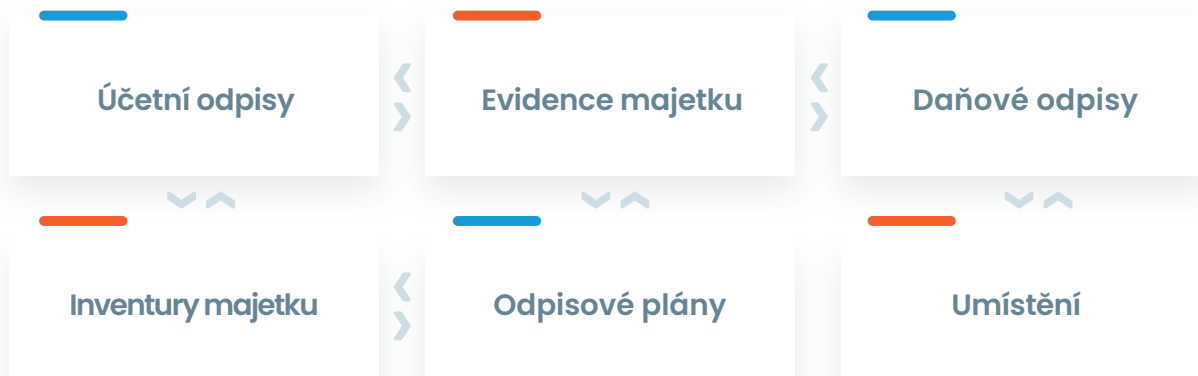 Účetní odpisy
Evidence majetku
Daňové odpisy
Inventury majetku
Odpisové plány
Umístění